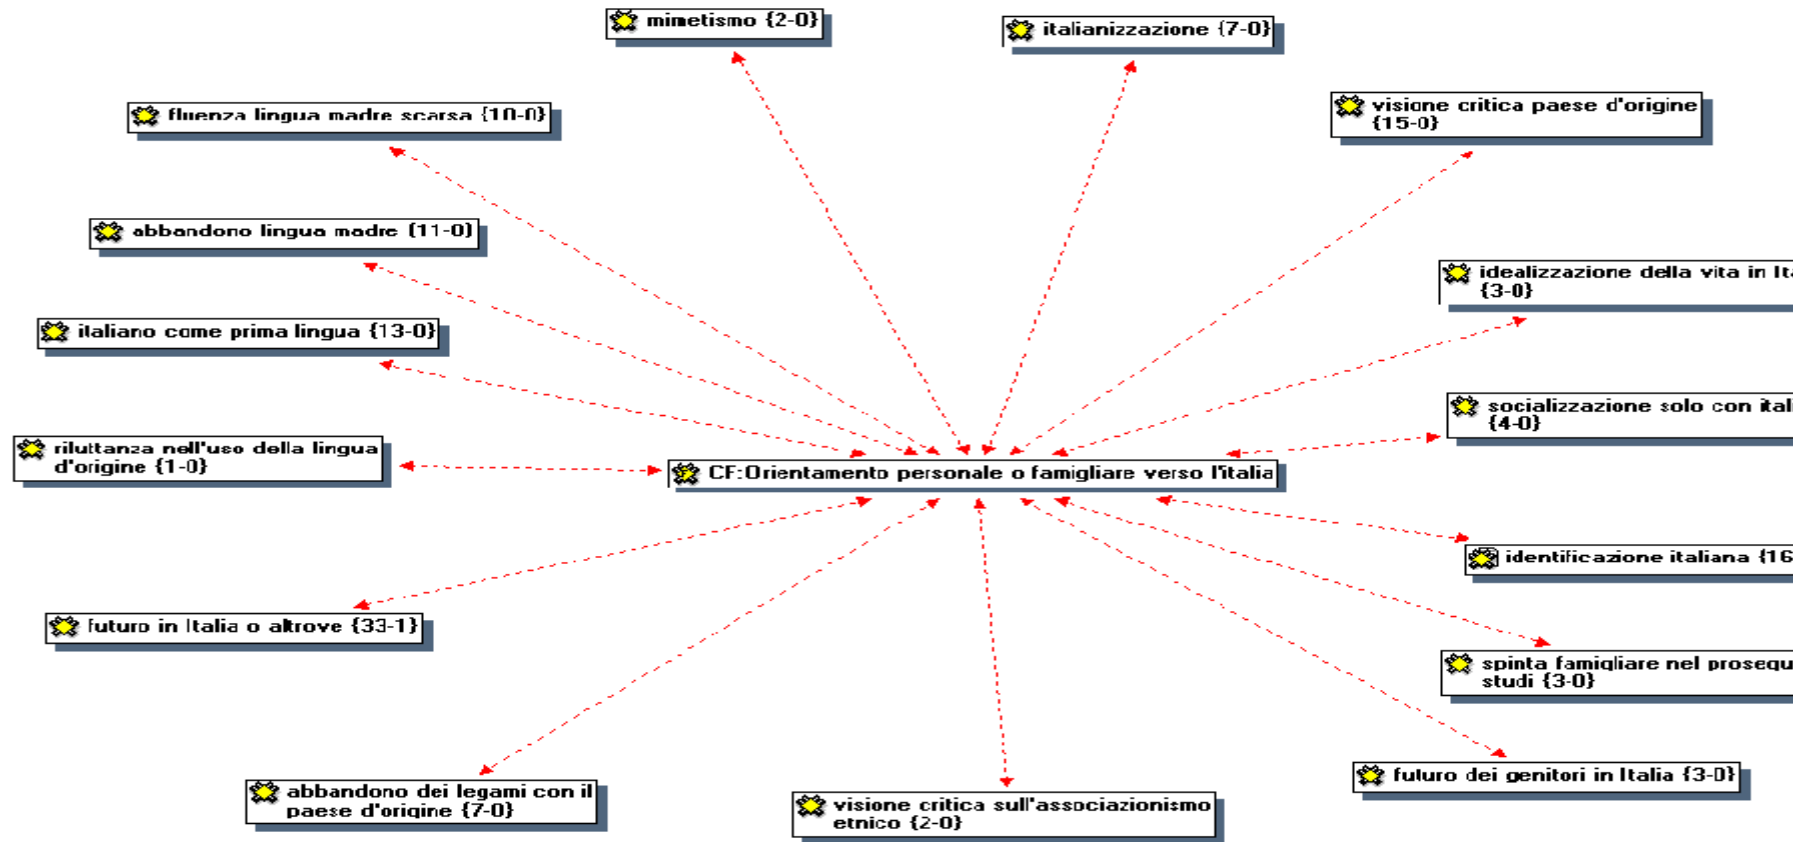 mimetismo {2-0}
italianizzazione {7-0}
visione critica paese d'origine
{15-0}
fluenza lingua madre scarsa {10-0}
abbandono lingua madre {11-0}
idealizzazione della vita in
{3-0}
italiano come prima lingua {13-0}
socializzazione solo con
{4-0}
riluttanza nell'uso della lingua
d'origine {1-0}
CF:Orientamento personale o famigliare verso l'italia
identificazione italiana {16
futuro in Italia o altrove {33-1}
spinta famigliare nel
studi {3-0}
futuro dei genitori in Italia {3-0}
abbandono dei legami con il
paese d'origine {7-0}
visione critica sull'associazionismo
etnico {2-0}